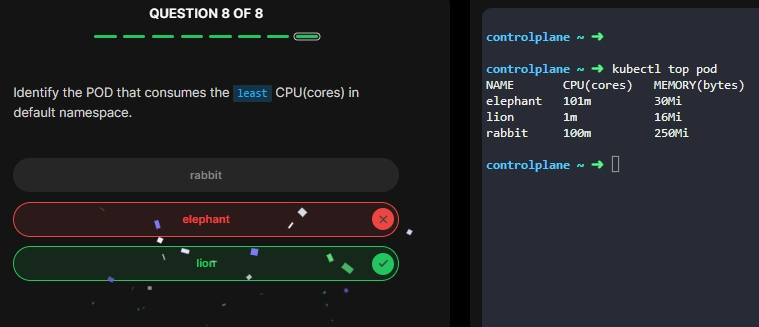 QUESTION 8 OF 8
Identify the POD that consumes the least CPU(cores) in
default namespace.
rabbit
elephant
lion
controlplane ~ ➜
controlplane ~ ➜ kubectl top pod
NAME CPU(cores) MEMORY(bytes)
elephant 101m 30Mi
lion 1m 16Mi
rabbit 100m 250Mi
controlplane ~ ➜